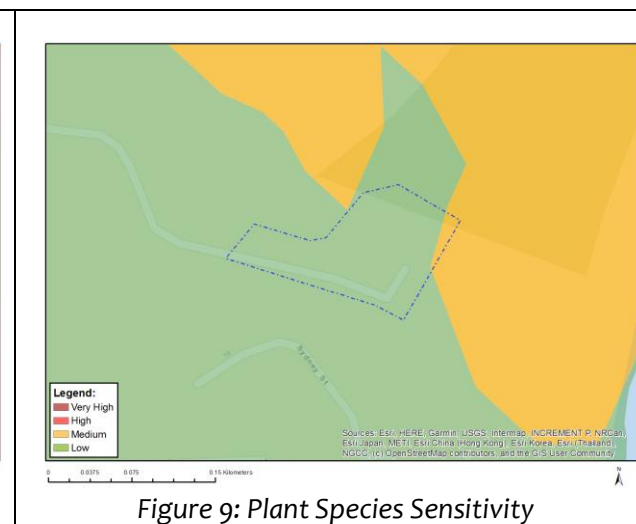 Sydney St
Legend:
Very High
High
Medium
Low
Sources: Esri, HERE, Garmin, USGS, Intermap, INCREMENT P, NRCan,
Esri Japan, METI, Esri China (Hong Kong), Esri Korea, Esri (Thailand),
NGCC, (c) OpenStreetMap contributors, and the GIS User Community
0 0.0375 0.075 0.15 Kilometers
N
Figure 9: Plant Species Sensitivity